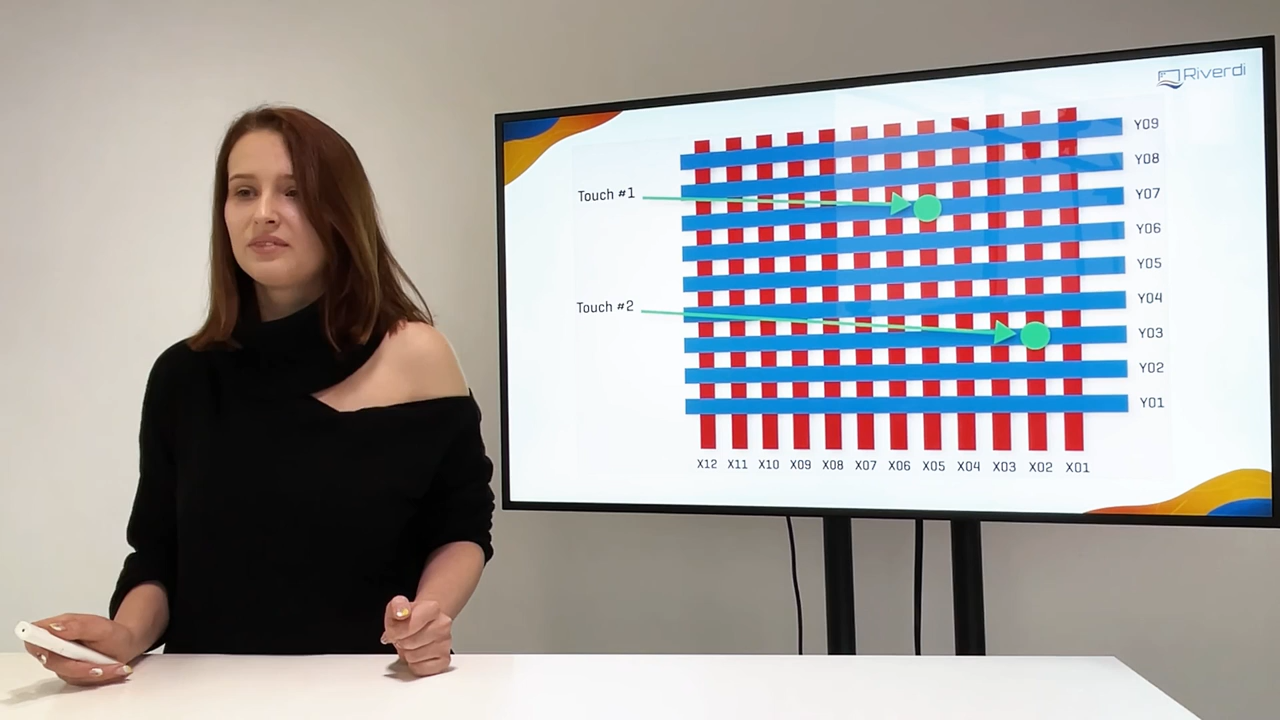 Riverdi
Y09
Y08
Touch #1
Y07
Y06
Y05
Y04
Touch #2
Y03
Y02
Y01
X12 X11 X10 X09 X08 X07 X06 X05 X04 X03 X02 X01